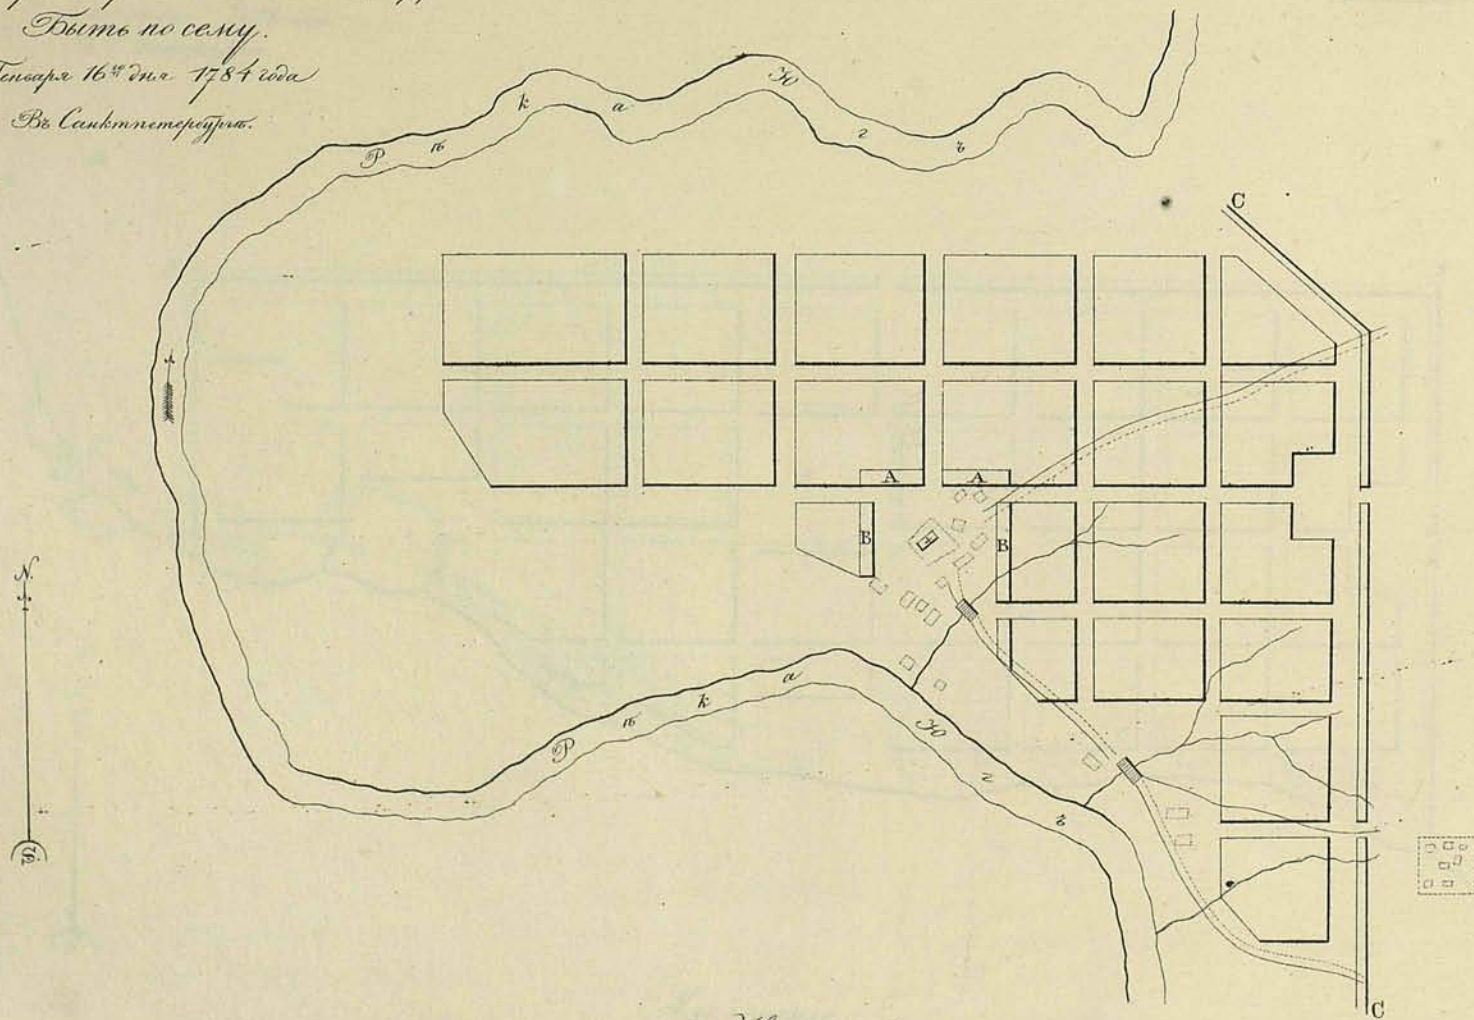 Быть по сему.
Генваря 16го дня 1784 года
Въ Санктпетербургѣ.
Рѣка Югъ
C
A A
B B
N
Рѣка Югъ
C